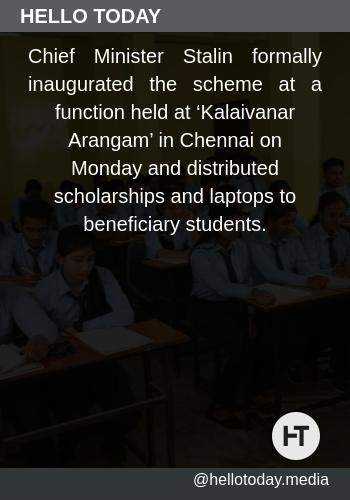 HELLO TODAY
Chief Minister Stalin formally
inaugurated the scheme at a
function held at ‘Kalaivanar
Arangam’ in Chennai on
Monday and distributed
scholarships and laptops to
beneficiary students.
HT
@hellotoday.media